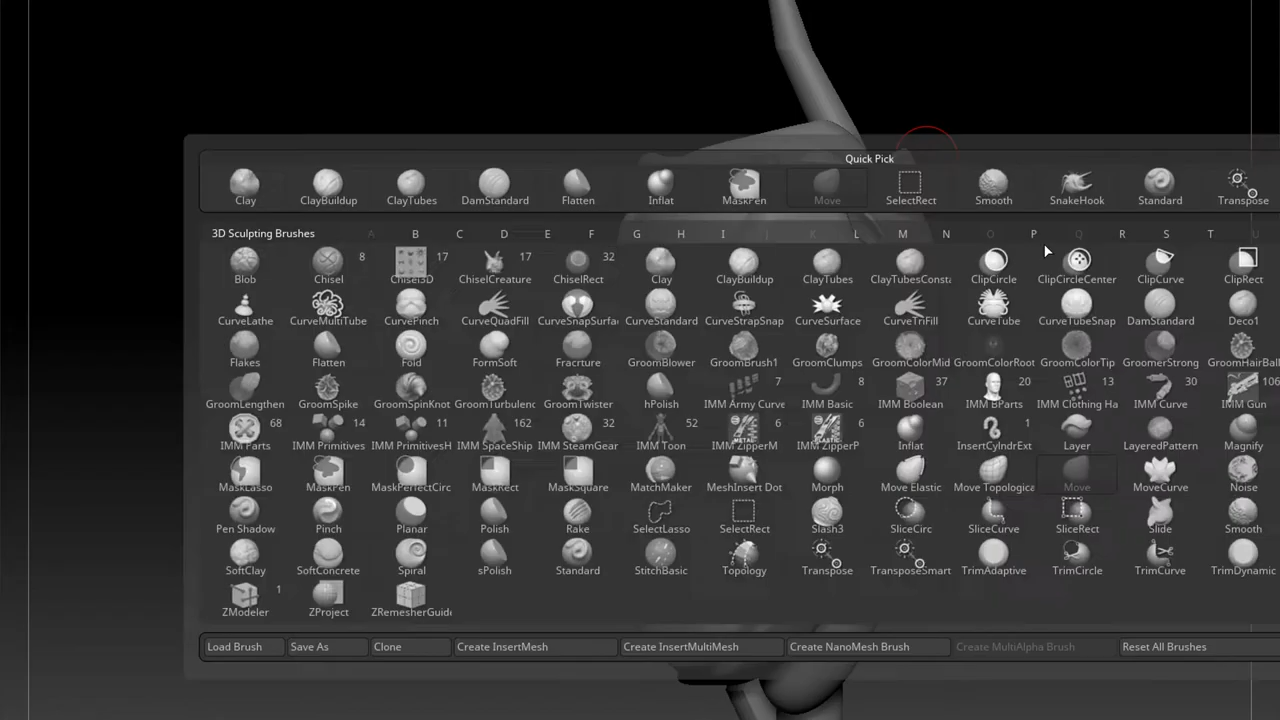 Quick Pick
Clay ClayBuildup ClayTubes DamStandard Flatten Inflat MaskPen Move SelectRect Smooth SnakeHook Standard Transpose
3D Sculpting Brushes A B C D E F G H I J K L M N O P Q R S T U
8 17 17 32
Blob Chisel Chisel3D ChiselCreature ChiselRect Clay ClayBuildup ClayTubes ClayTubesConsta ClipCircle ClipCircleCenter ClipCurve ClipRect
CurveLathe CurveMultiTube CurvePinch CurveQuadFill CurveSnapSurfac CurveStandard CurveStrapSnap CurveSurface CurveTriFill CurveTube CurveTubeSnap DamStandard Deco1
Flakes Flatten Fold FormSoft Fracrture GroomBlower GroomBrush1 GroomClumps GroomColorMid GroomColorRoot GroomColorTip GroomerStrong GroomHairBall
7 8 37 20 13 30 106
GroomLengthen GroomSpike GroomSpinKnot GroomTurbulenc GroomTwister hPolish IMM Army Curve IMM Basic IMM Boolean IMM BParts IMM Clothing Ha IMM Curve IMM Gun
68 14 11 162 32 52 6 6 1
IMM Parts IMM Primitives IMM PrimitivesH IMM SpaceShip IMM SteamGear IMM Toon IMM ZipperM IMM ZipperP Inflat InsertCylndrExt Layer LayeredPattern Magnify
MaskLasso MaskPen MaskPerfectCirc MaskRect MaskSquare MatchMaker MeshInsert Dot Morph Move Elastic Move Topologica Move MoveCurve Noise
Pen Shadow Pinch Planar Polish Rake SelectLasso SelectRect Slash3 SliceCirc SliceCurve SliceRect Slide Smooth
SoftClay SoftConcrete Spiral sPolish Standard StitchBasic Topology Transpose TransposeSmart TrimAdaptive TrimCircle TrimCurve TrimDynamic
1
ZModeler ZProject ZRemesherGuide
Load Brush Save As Clone Create InsertMesh Create InsertMultiMesh Create NanoMesh Brush Create MultiAlpha Brush Reset All Brushes